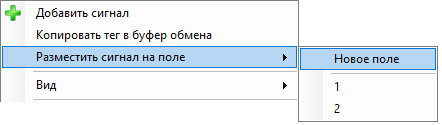 Добавить сигнал
Копировать тег в буфер обмена
Разместить сигнал на поле
Вид
Новое поле
1
2